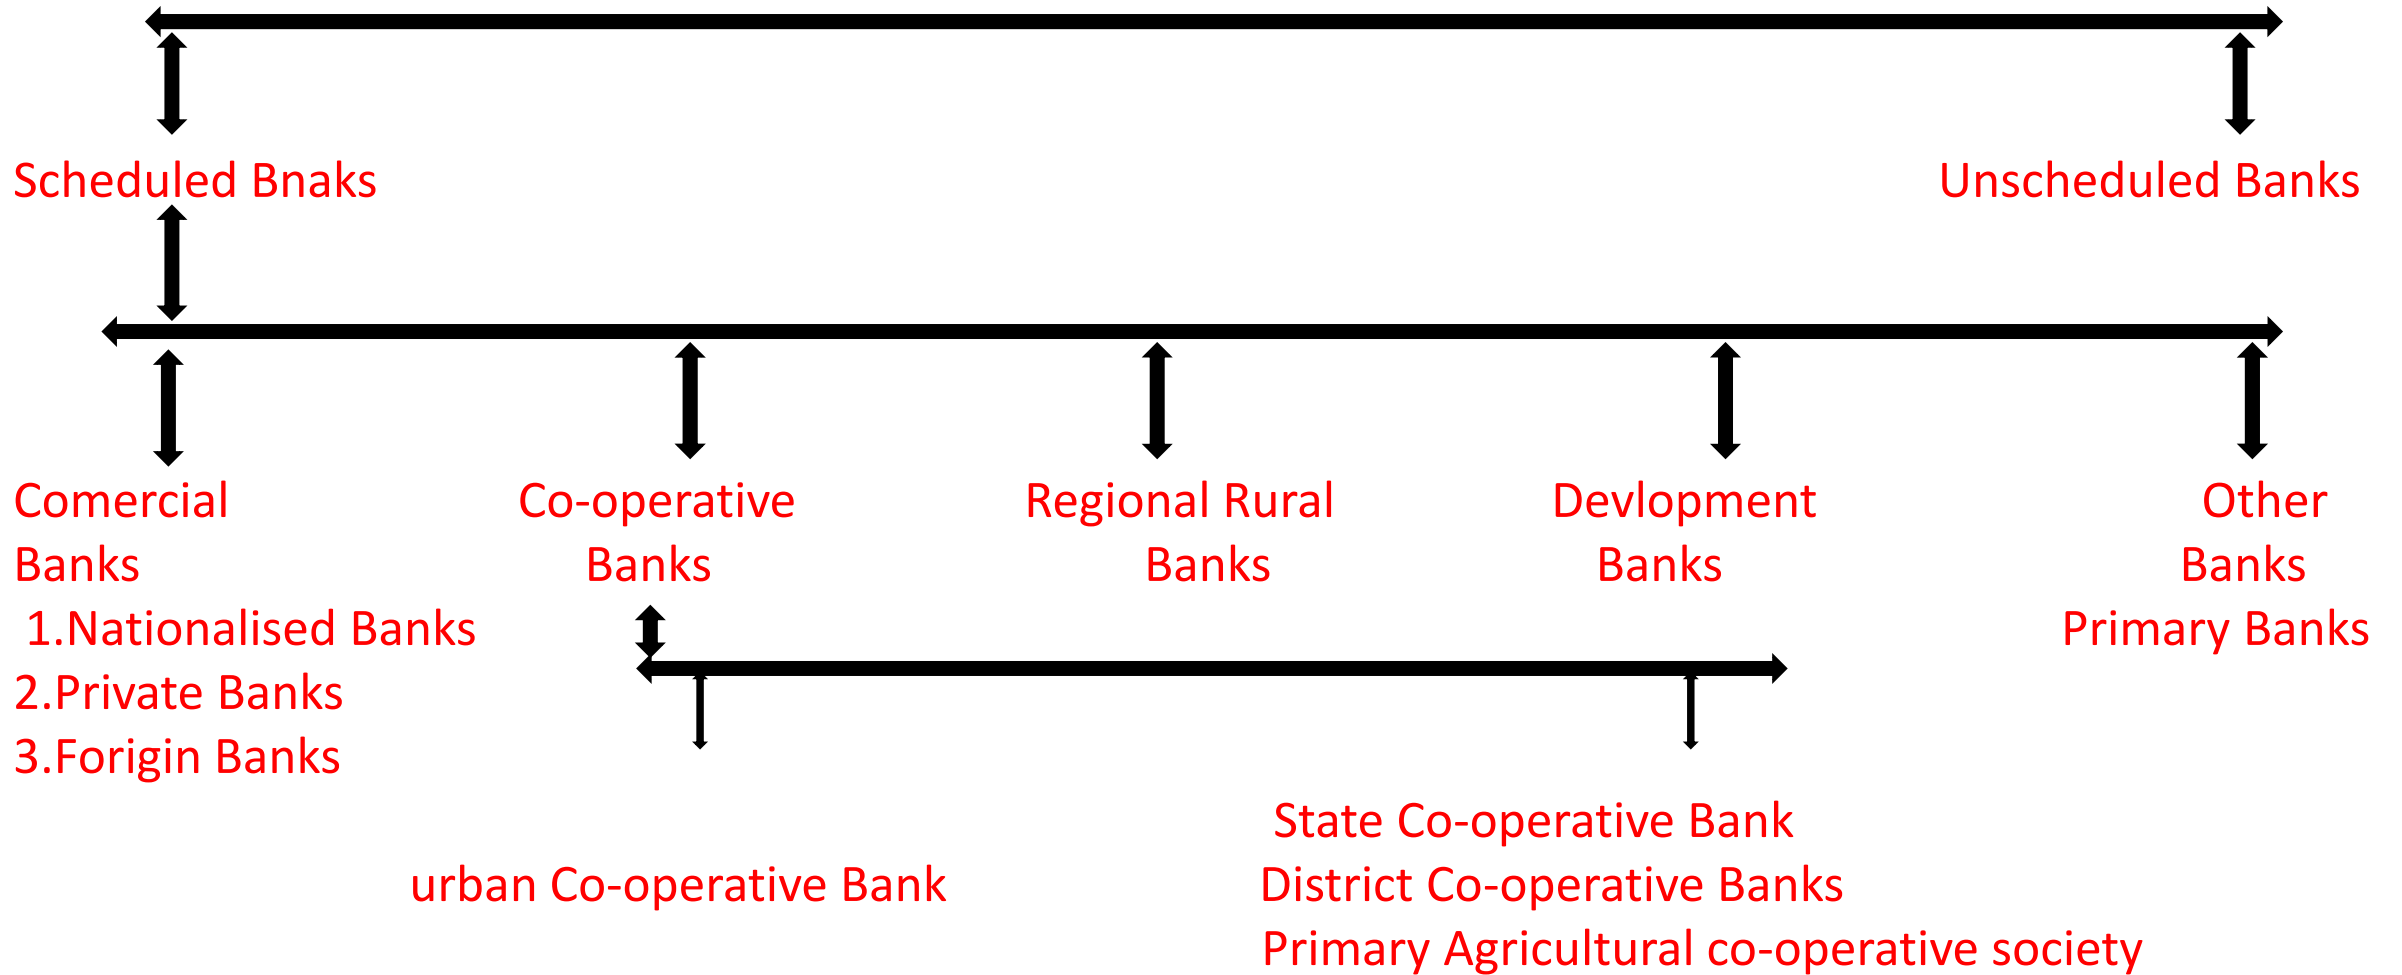 Scheduled Bnaks Unscheduled Banks
Comercial Co-operative Regional Rural Devlopment Other
Banks Banks Banks Banks Banks
1.Nationalised Banks Primary Banks
2.Private Banks
3.Forigin Banks
State Co-operative Bank
urban Co-operative Bank District Co-operative Banks
Primary Agricultural co-operative society